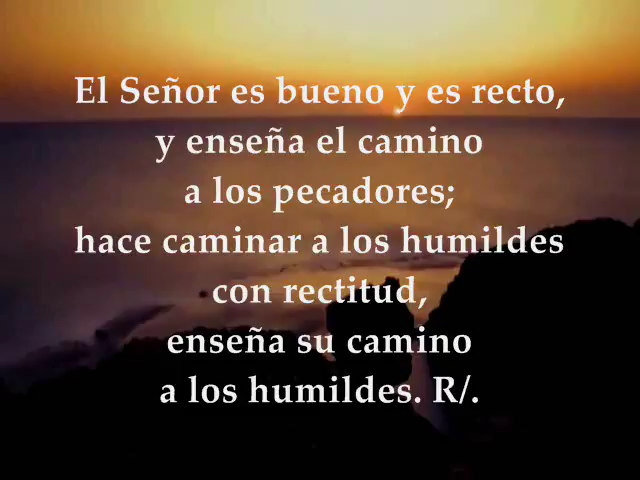 El Señor es bueno y es recto,
y enseña el camino
a los pecadores;
hace caminar a los humildes
con rectitud,
enseña su camino
a los humildes. R/.